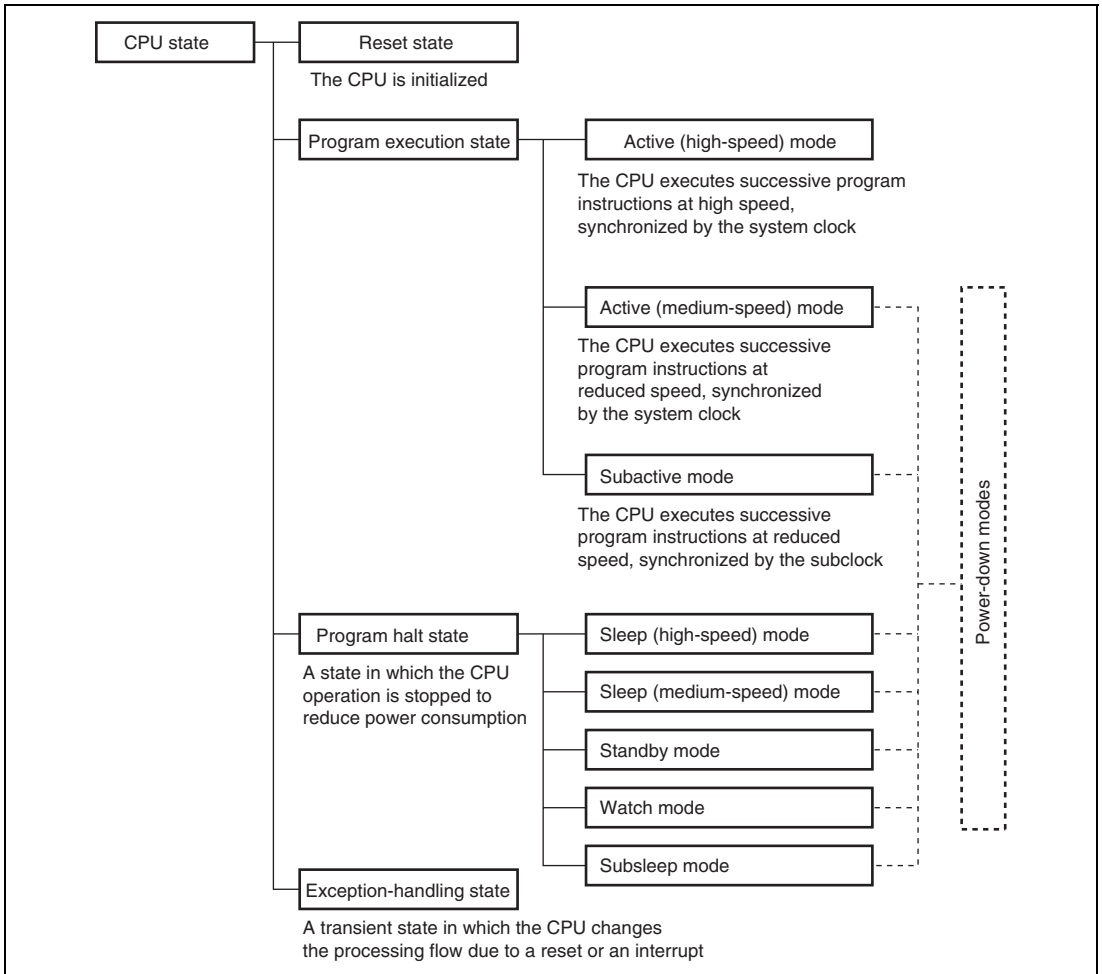 CPU state
Reset state
The CPU is initialized
Program execution state
Active (high-speed) mode
The CPU executes successive program
instructions at high speed,
synchronized by the system clock
Active (medium-speed) mode
The CPU executes successive
program instructions at
reduced speed, synchronized
by the system clock
Subactive mode
The CPU executes successive
program instructions at reduced
speed, synchronized by the subclock
Power-down modes
Program halt state
A state in which the CPU
operation is stopped to
reduce power consumption
Sleep (high-speed) mode
Sleep (medium-speed) mode
Standby mode
Watch mode
Subsleep mode
Exception-handling state
A transient state in which the CPU changes
the processing flow due to a reset or an interrupt